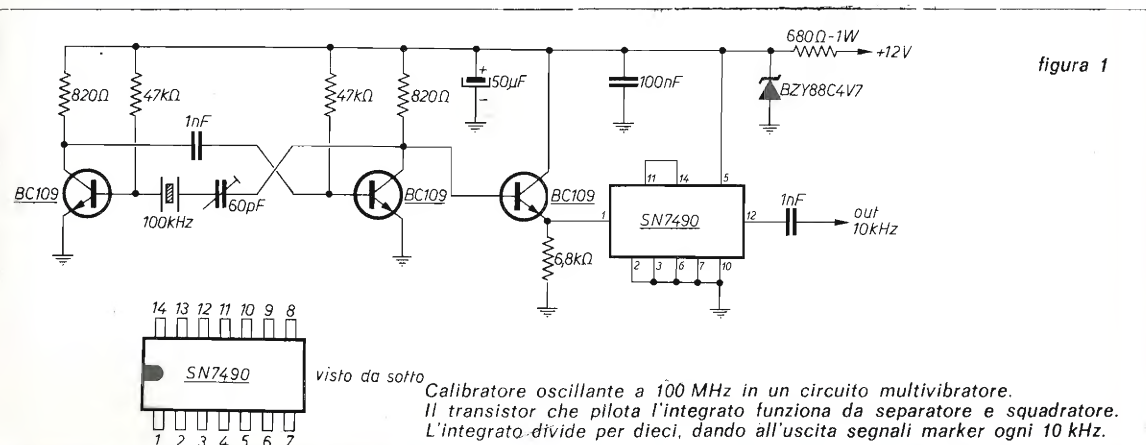 680Ω-1W
+12V
figura 1
820Ω
47kΩ
47kΩ
820Ω
+
50µF
-
100nF
BZY88C4V7
1nF
11
14
5
BC109
BC109
BC109
1
SN7490
12
1nF
out
10kHz
100kHz
60pF
6,8kΩ
2
3
6
7
10
14 13 12 11 10 9 8
SN7490
visto da sotto
1 2 3 4 5 6 7
Calibratore oscillante a 100 MHz in un circuito multivibratore.
Il transistor che pilota l'integrato funziona da separatore e squadratore.
L'integrato divide per dieci, dando all'uscita segnali marker ogni 10 kHz.